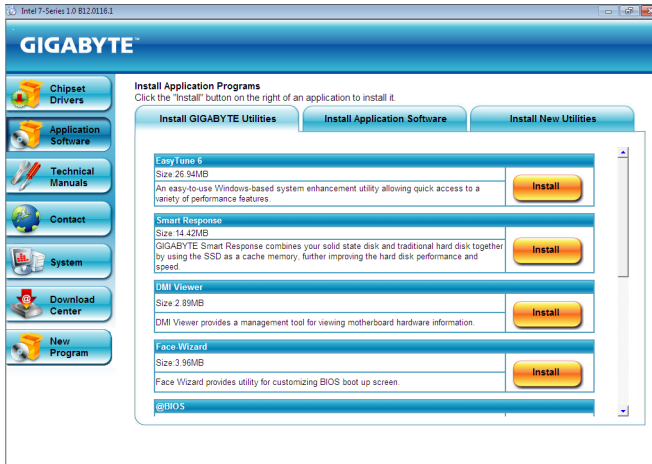 Intel 7-Series 1.0 B12.0116.1
GIGABYTE™
Chipset
Drivers
Application
Software
Technical
Manuals
Contact
System
Download
Center
New
Program
Install Application Programs
Click the "Install" button on the right of an application to install it.
Install GIGABYTE Utilities
Install Application Software
Install New Utilities
EasyTune 6
Size:26.94MB
An easy-to-use Windows-based system enhancement utility allowing quick access to a
variety of performance features.
Install
Smart Response
Size:14.42MB
GIGABYTE Smart Response combines your solid state disk and traditional hard disk together
by using the SSD as a cache memory, further improving the hard disk performance and
speed.
Install
DMI Viewer
Size:2.89MB
DMI Viewer provides a management tool for viewing motherboard hardware information.
Install
Face-Wizard
Size:3.96MB
Face Wizard provides utility for customizing BIOS boot up screen.
Install
@BIOS